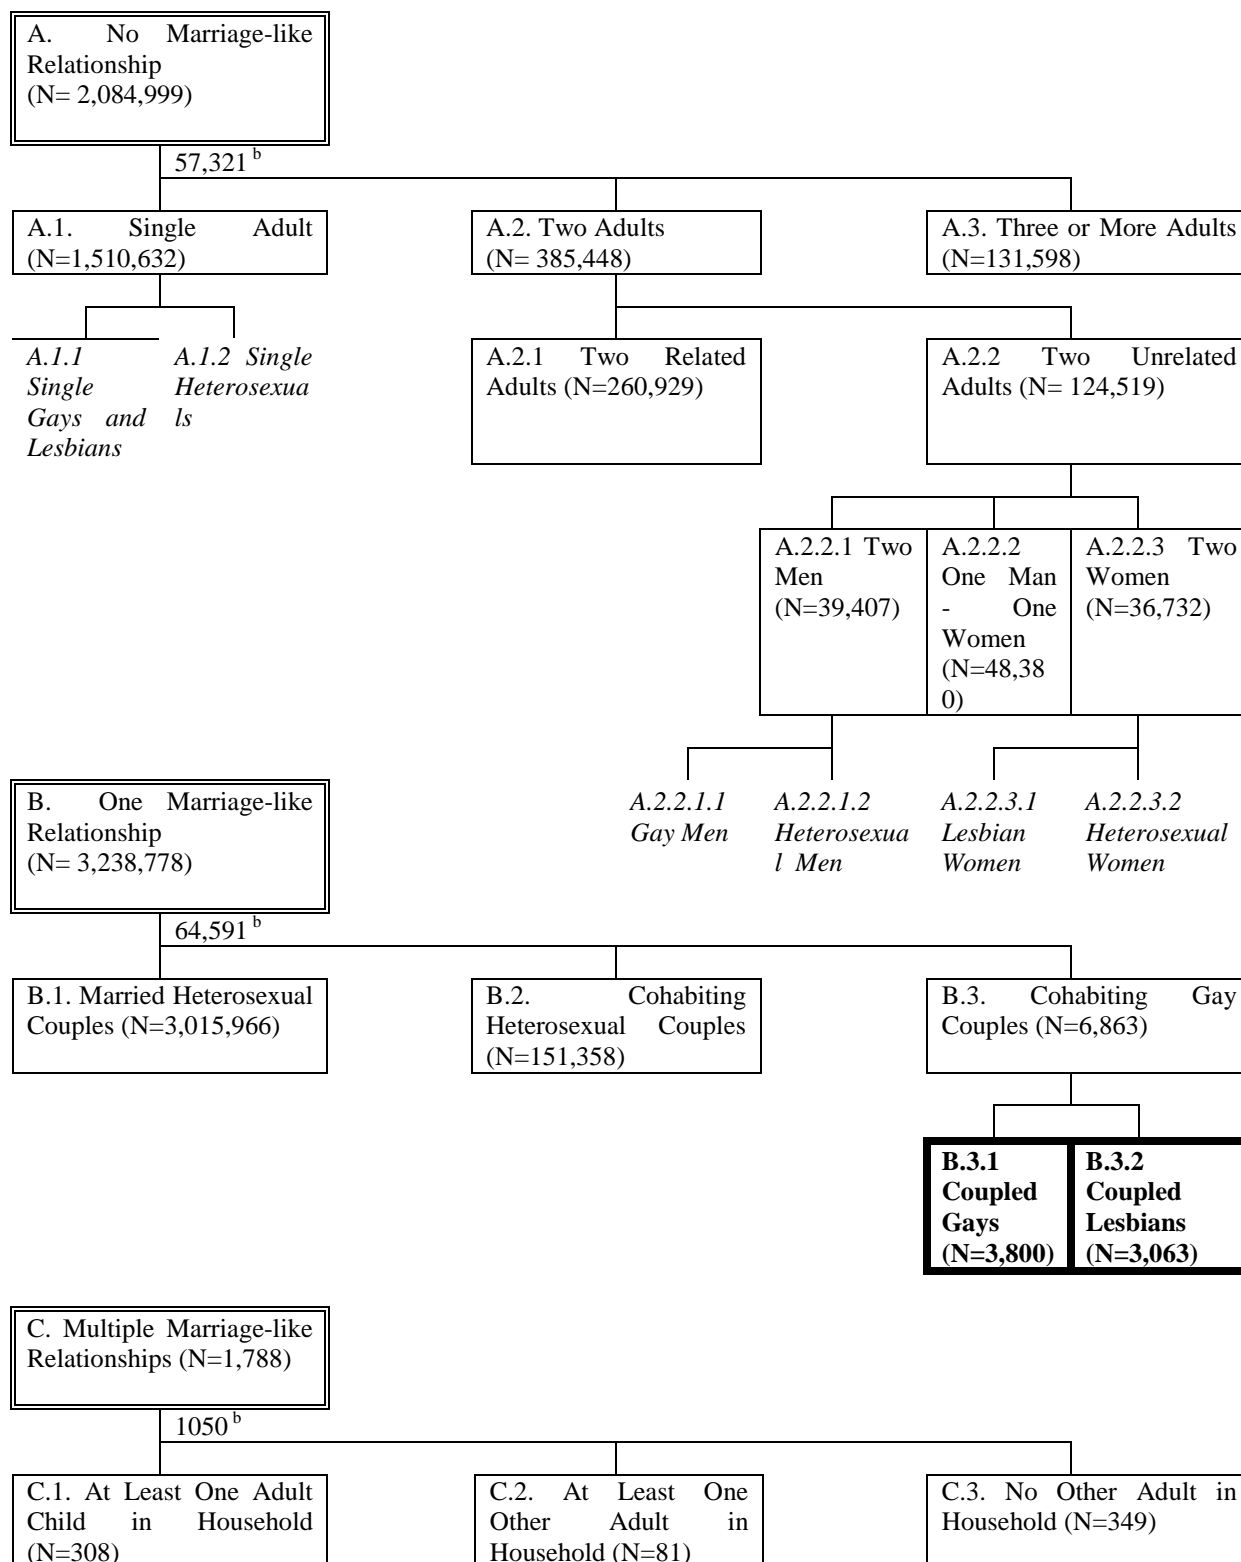 A. No Marriage-like
Relationship
(N= 2,084,999)
57,321 b
A.1. Single Adult
(N=1,510,632)
A.2. Two Adults
(N= 385,448)
A.3. Three or More Adults
(N=131,598)
A.1.1
Single
Gays and
Lesbians
A.1.2 Single
Heterosexua
ls
A.2.1 Two Related
Adults (N=260,929)
A.2.2 Two Unrelated
Adults (N= 124,519)
A.2.2.1 Two
Men
(N=39,407)
A.2.2.2
One Man
- One
Women
(N=48,38
0)
A.2.2.3 Two
Women
(N=36,732)
A.2.2.1.1
Gay Men
A.2.2.1.2
Heterosexua
l Men
A.2.2.3.1
Lesbian
Women
A.2.2.3.2
Heterosexual
Women
B. One Marriage-like
Relationship
(N= 3,238,778)
64,591 b
B.1. Married Heterosexual
Couples (N=3,015,966)
B.2. Cohabiting
Heterosexual Couples
(N=151,358)
B.3. Cohabiting Gay
Couples (N=6,863)
B.3.1
Coupled
Gays
(N=3,800)
B.3.2
Coupled
Lesbians
(N=3,063)
C. Multiple Marriage-like
Relationships (N=1,788)
1050 b
C.1. At Least One Adult
Child in Household
(N=308)
C.2. At Least One
Other Adult in
Household (N=81)
C.3. No Other Adult in
Household (N=349)